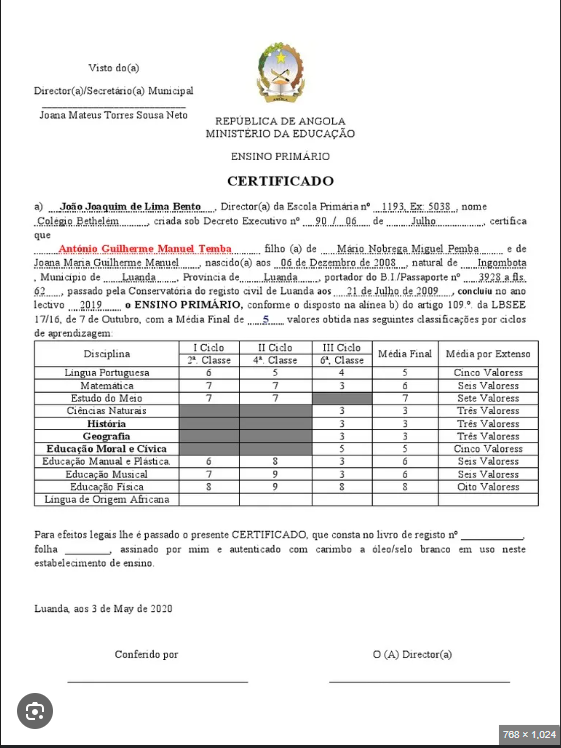 Visto do(a)
Director(a)/Secretário(a) Municipal
Joana Mateus Torres Sousa Neto
REPÚBLICA DE ANGOLA
MINISTÉRIO DA EDUCAÇÃO
ENSINO PRIMÁRIO
CERTIFICADO
a) João Joaquim de Lima Bento, Director(a) da Escola Primária nº 1193, Ex: 5038, nome
Colégio Bethelém, criada sob Decreto Executivo nº 90 / 06 de Julho, certifica
que
António Guilherme Manuel Temba filho (a) de Mário Nobrega Miguel Pemba e de
Joana Maria Guilherme Manuel, nascido(a) aos 06 de Dezembro de 2008, natural de Ingombota
, Município de Luanda, Província de Luanda, portador do B.I/Passaporte nº 3928 a fls.
62, passado pela Conservatória do registo civil de Luanda aos 21 de Julho de 2009, concluiu no ano
lectivo 2019 o ENSINO PRIMÁRIO, conforme o disposto na alínea b) do artigo 109.º. da LBSEE
17/16, de 7 de Outubro, com a Média Final de 5 valores obtida nas seguintes classificações por ciclos
de aprendizagem:
Disciplina I Ciclo II Ciclo III Ciclo Média Final Média por Extenso
2ª. Classe 4ª. Classe 6ª, Classe
Língua Portuguesa 6 5 4 5 Cinco Valoress
Matemática 7 7 3 6 Seis Valoress
Estudo do Meio 7 7 7 Sete Valoress
Ciências Naturais 3 3 Três Valoress
História 3 3 Três Valoress
Geografia 3 3 Três Valoress
Educação Moral e Cívica 5 5 Cinco Valoress
Educação Manual e Plástica. 6 8 3 6 Seis Valoress
Educação Musical 7 9 3 6 Seis Valoress
Educação Física 8 9 8 8 Oito Valoress
Língua de Origem Africana
Para efeitos legais lhe é passado o presente CERTIFICADO, que consta no livro de registo nº ________,
folha ________, assinado por mim e autenticado com carimbo a óleo/selo branco em uso neste
estabelecimento de ensino.
Luanda, aos 3 de May de 2020
Conferido por
O (A) Director(a)
768 × 1,024